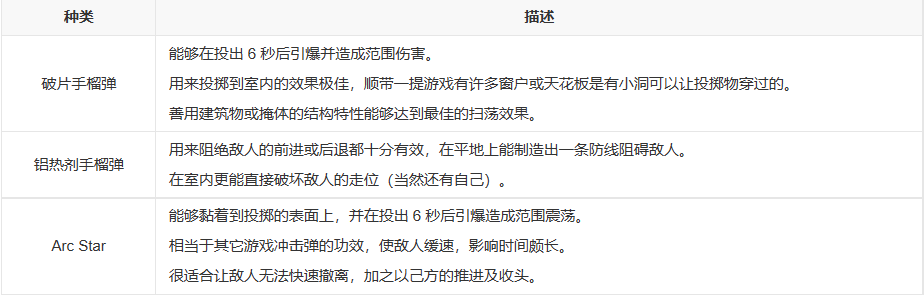 种类 描述
能够在投出 6 秒后引爆并造成范围伤害。
破片手榴弹 用来投掷到室内的效果极佳，顺带一提游戏有许多窗户或天花板是有小洞可以让投掷物穿过的。
善用建筑物或掩体的结构特性能够达到最佳的扫荡效果。
铝热剂手榴弹
用来阻绝敌人的前进或后退都十分有效，在平地上能制造出一条防线阻碍敌人。
在室内更能直接破坏敌人的走位（当然还有自己）。
能够黏着到投掷的表面上，并在投出 6 秒后引爆造成范围震荡。
Arc Star 相当于其它游戏冲击弹的功效，使敌人缓速，影响时间颇长。
很适合让敌人无法快速撤离，加之以己方的推进及收头。